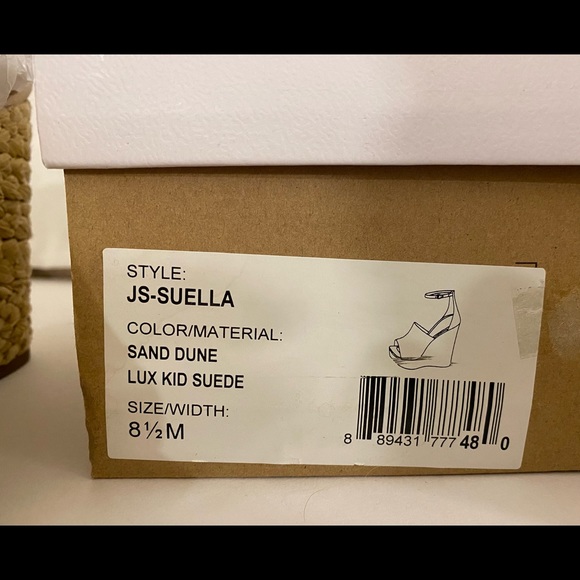 STYLE:
JS-SUELLA
COLOR/MATERIAL:
SAND DUNE
LUX KID SUEDE
SIZE/WIDTH:
8½M
8 89431 777 48 0